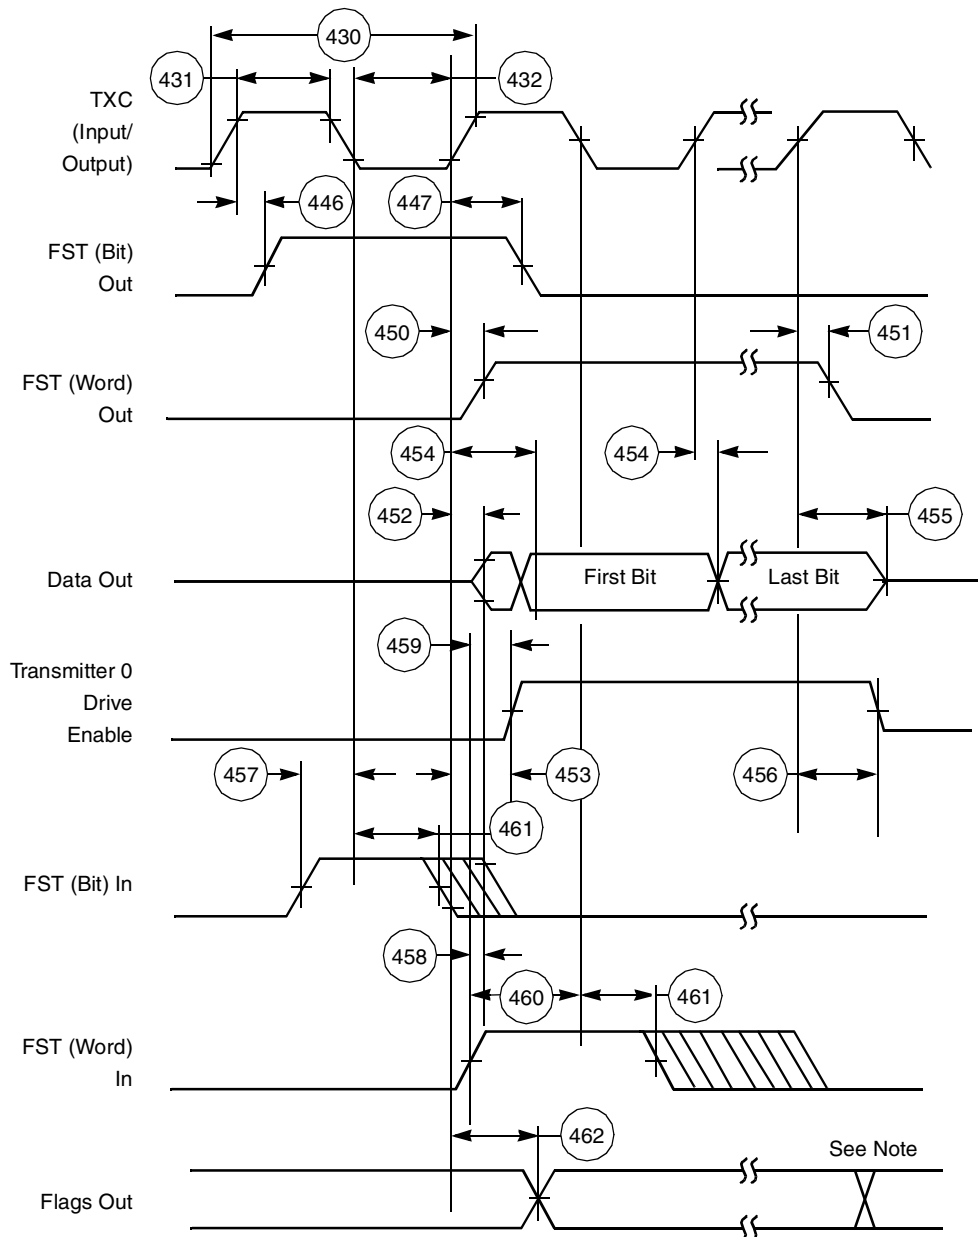 430
431
432
TXC
(Input/
Output)
446
447
FST (Bit)
Out
450
451
FST (Word)
Out
454
454
452
455
Data Out
First Bit
Last Bit
459
Transmitter 0
Drive
Enable
457
453
456
461
FST (Bit) In
458
460
461
FST (Word)
In
462
See Note
Flags Out